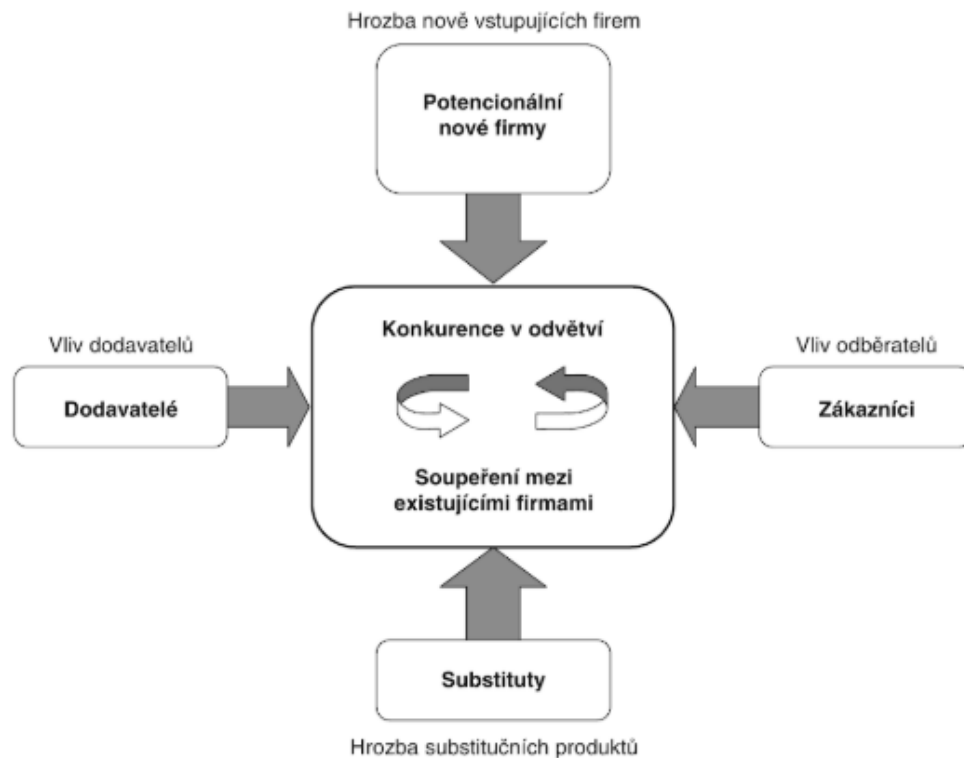 Hrozba nově vstupujících firem
Potencionální
nové firmy
Konkurence v odvětví
Vliv dodavatelů
Dodavatelé
Vliv odběratelů
Zákazníci
Soupeření mezi
existujícími firmami
Substituty
Hrozba substitučních produktů